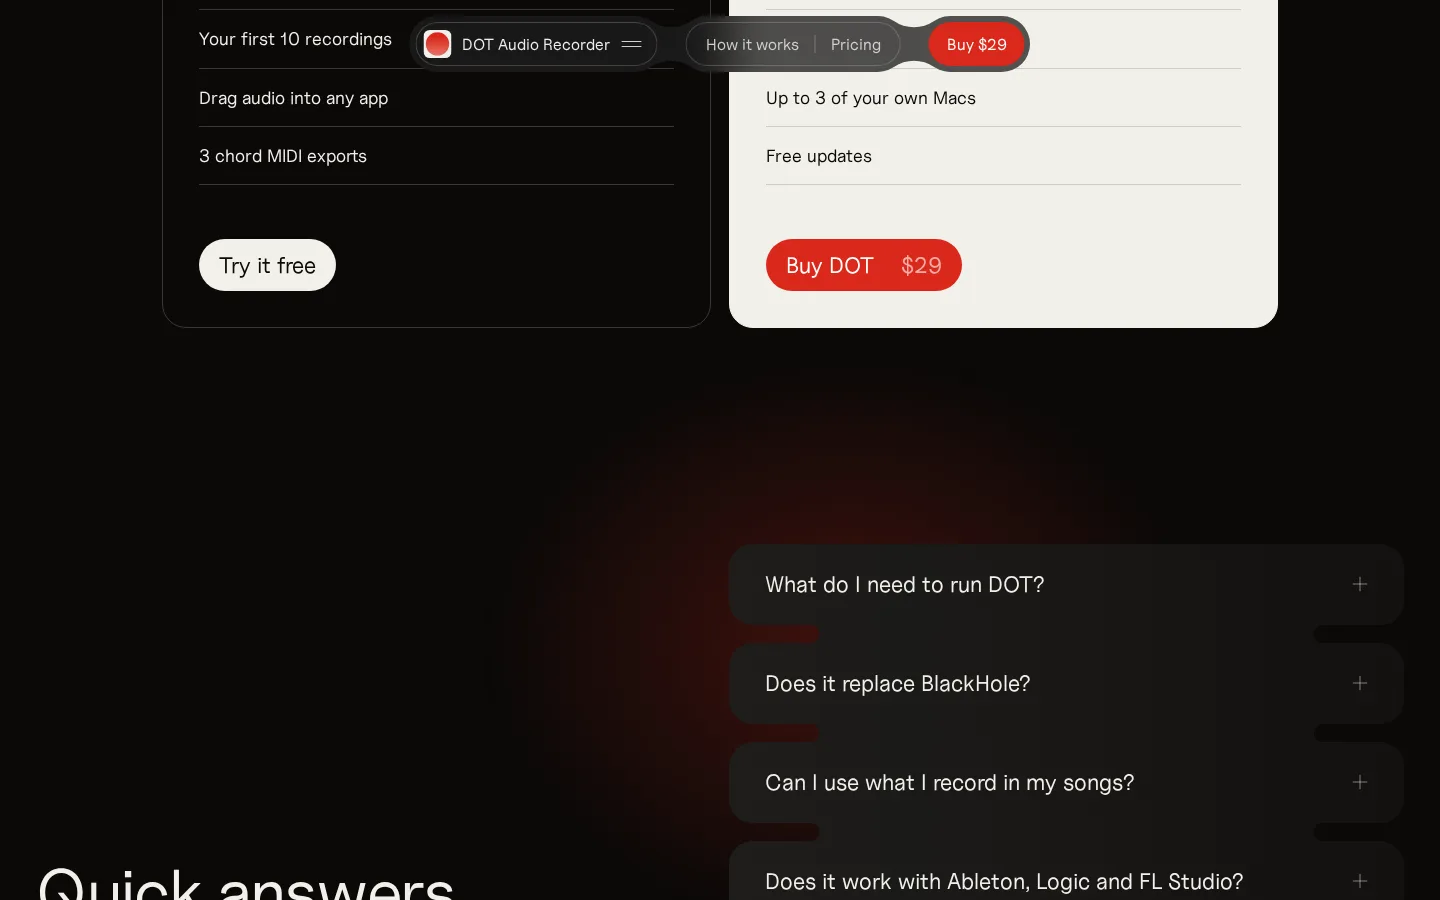 DOT Audio Recorder
How it works
Pricing
Buy $29
Your first 10 recordings
Drag audio into any app
3 chord MIDI exports
Try it free
Up to 3 of your own Macs
Free updates
Buy DOT $29
Quick answers
What do I need to run DOT?
Does it replace BlackHole?
Can I use what I record in my songs?
Does it work with Ableton, Logic and FL Studio?